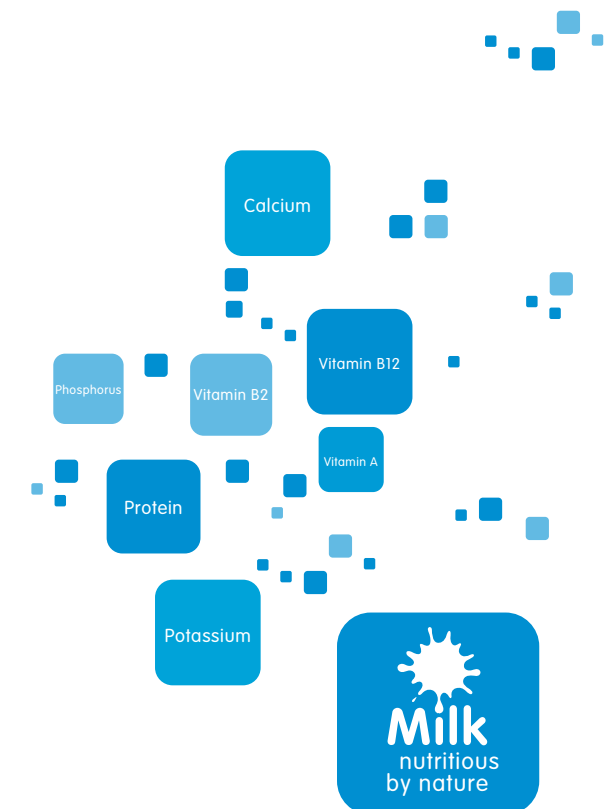 Calcium
Vitamin B12
Phosphorus
Vitamin B2
Vitamin A
Protein
Potassium
Milk
nutritious
by nature